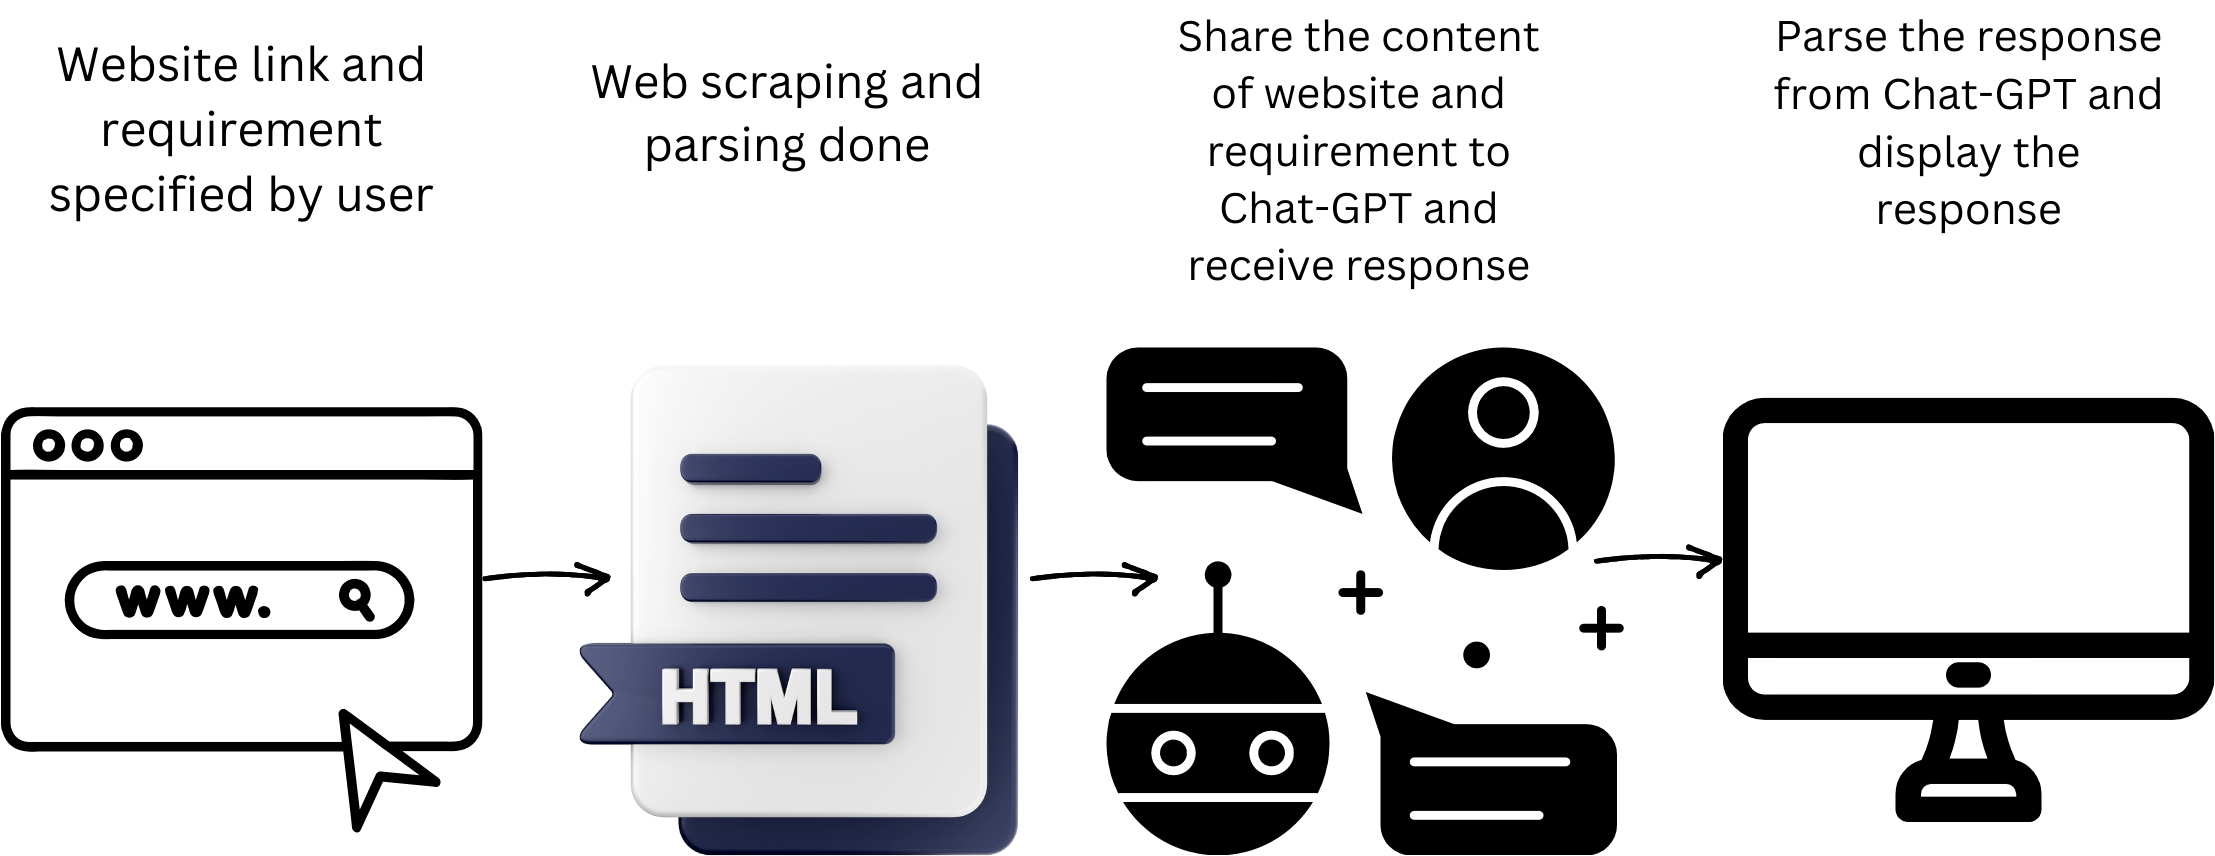 Website link and
requirement
specified by user
Web scraping and
parsing done
Share the content
of website and
requirement to
Chat-GPT and
receive response
Parse the response
from Chat-GPT and
display the
response
www.
HTML